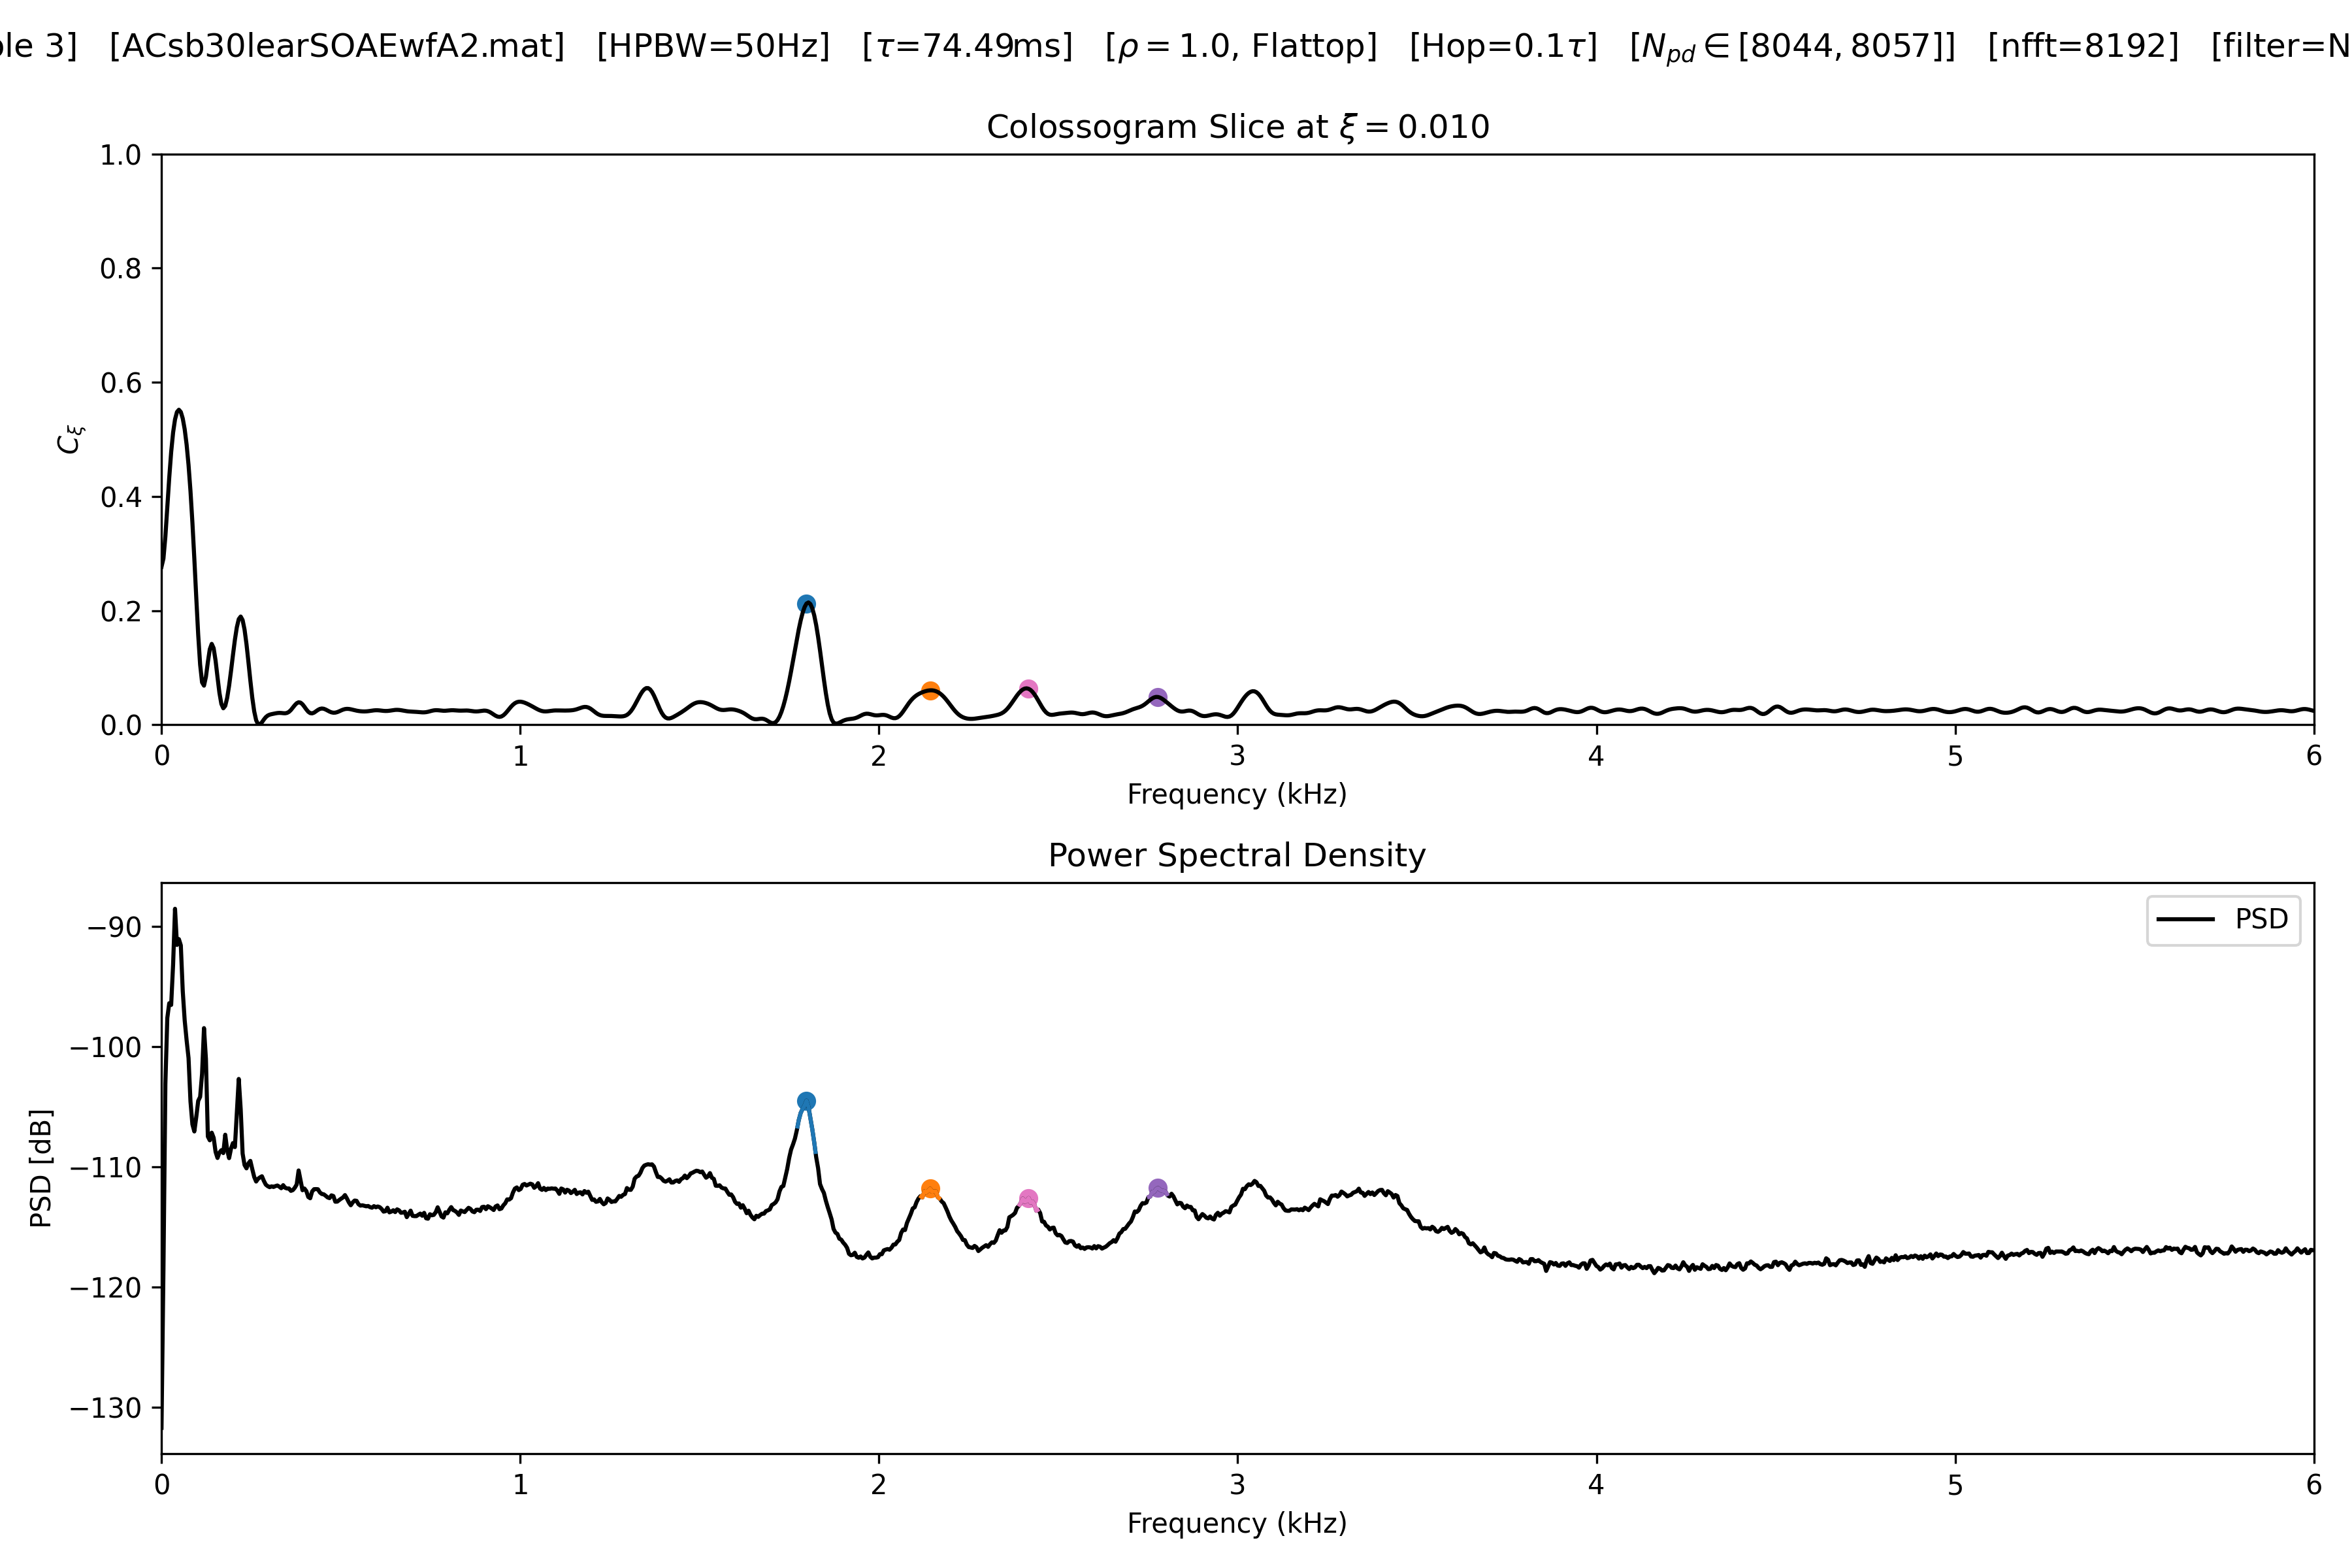 3] [ACsb30learSOAEwfA2.mat] [HPBW=50Hz] [τ=74.49ms] [ρ = 1.0, Flattop] [Hop=0.1τ] [N_pd ∈ [8044, 8057]] [nfft=8192]
Colossogram Slice at ξ = 0.010
1.0
0.8
0.6
0.4
0.2
0.0
C_ξ
0 1 2 3 4 5 6
Frequency (kHz)
Power Spectral Density
PSD
−90
−100
−110
−120
−130
PSD [dB]
0 1 2 3 4 5 6
Frequency (kHz)